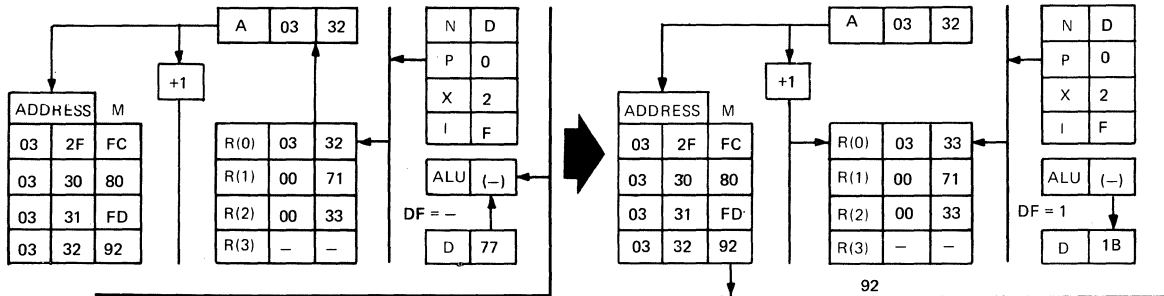 A 03 32
N D
P 0
X 2
I F
+1
ADDRESS M
03 2F FC
03 30 80
03 31 FD
03 32 92
R(0) 03 32
R(1) 00 71
R(2) 00 33
R(3) – –
ALU (–)
DF = –
D 77
A 03 32
N D
P 0
X 2
I F
+1
ADDRESS M
03 2F FC
03 30 80
03 31 FD
03 32 92
R(0) 03 33
R(1) 00 71
R(2) 00 33
R(3) – –
ALU (–)
DF = 1
D 1B
92